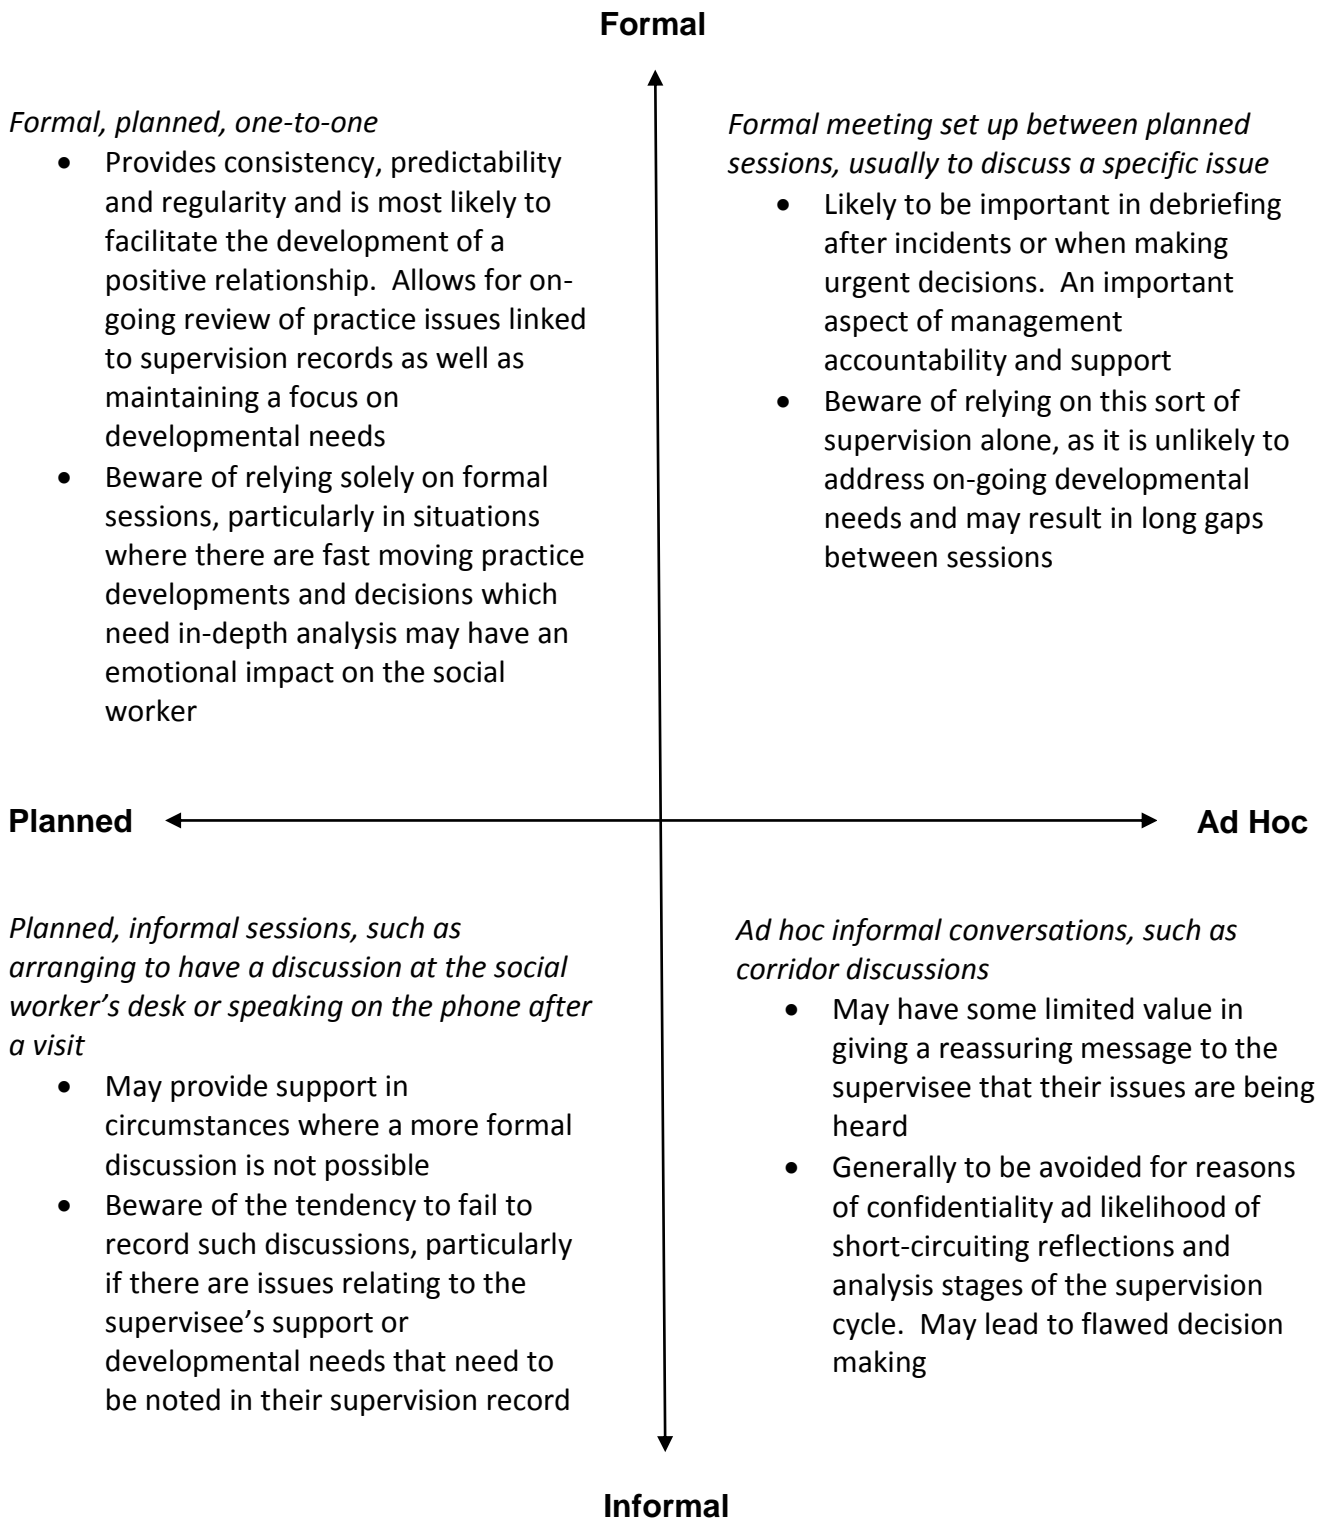 Formal
Formal, planned, one-to-one
• Provides consistency, predictability
and regularity and is most likely to
facilitate the development of a
positive relationship.  Allows for on-
going review of practice issues linked
to supervision records as well as
maintaining a focus on
developmental needs
• Beware of relying solely on formal
sessions, particularly in situations
where there are fast moving practice
developments and decisions which
need in-depth analysis may have an
emotional impact on the social
worker
Formal meeting set up between planned
sessions, usually to discuss a specific issue
• Likely to be important in debriefing
after incidents or when making
urgent decisions.  An important
aspect of management
accountability and support
• Beware of relying on this sort of
supervision alone, as it is unlikely to
address on-going developmental
needs and may result in long gaps
between sessions
Planned
Ad Hoc
Planned, informal sessions, such as
arranging to have a discussion at the social
worker’s desk or speaking on the phone after
a visit
• May provide support in
circumstances where a more formal
discussion is not possible
• Beware of the tendency to fail to
record such discussions, particularly
if there are issues relating to the
supervisee’s support or
developmental needs that need to
be noted in their supervision record
Ad hoc informal conversations, such as
corridor discussions
• May have some limited value in
giving a reassuring message to the
supervisee that their issues are being
heard
• Generally to be avoided for reasons
of confidentiality ad likelihood of
short-circuiting reflections and
analysis stages of the supervision
cycle.  May lead to flawed decision
making
Informal